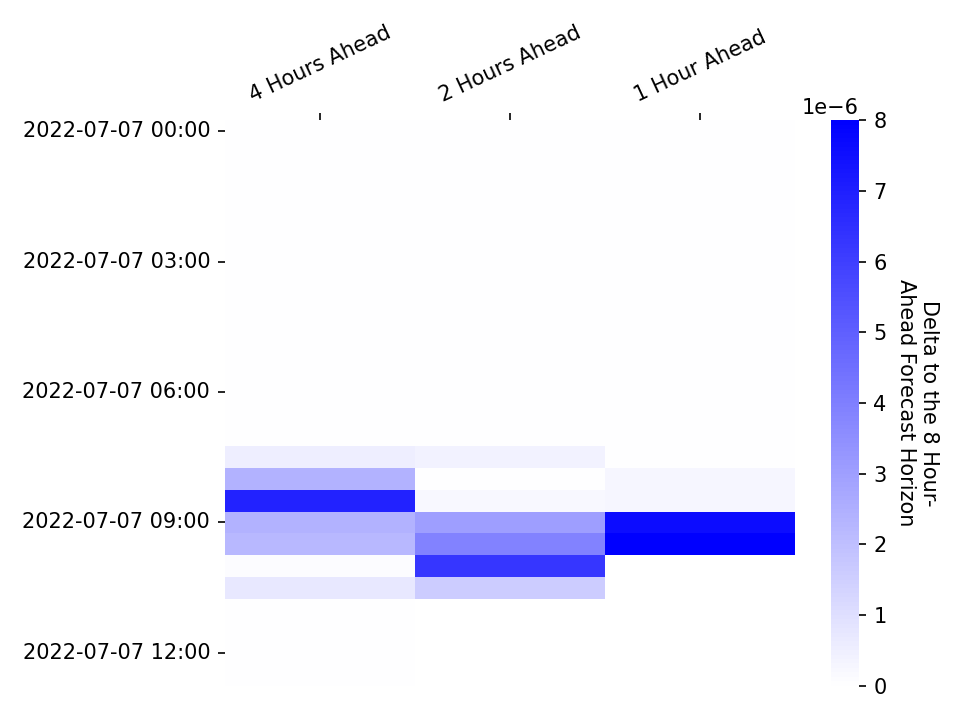 4 Hours Ahead
2 Hours Ahead
1 Hour Ahead
1e−6
2022-07-07 00:00
2022-07-07 03:00
2022-07-07 06:00
2022-07-07 09:00
2022-07-07 12:00
8
7
6
5
4
3
2
1
0
Delta to the 8 Hour-
Ahead Forecast Horizon